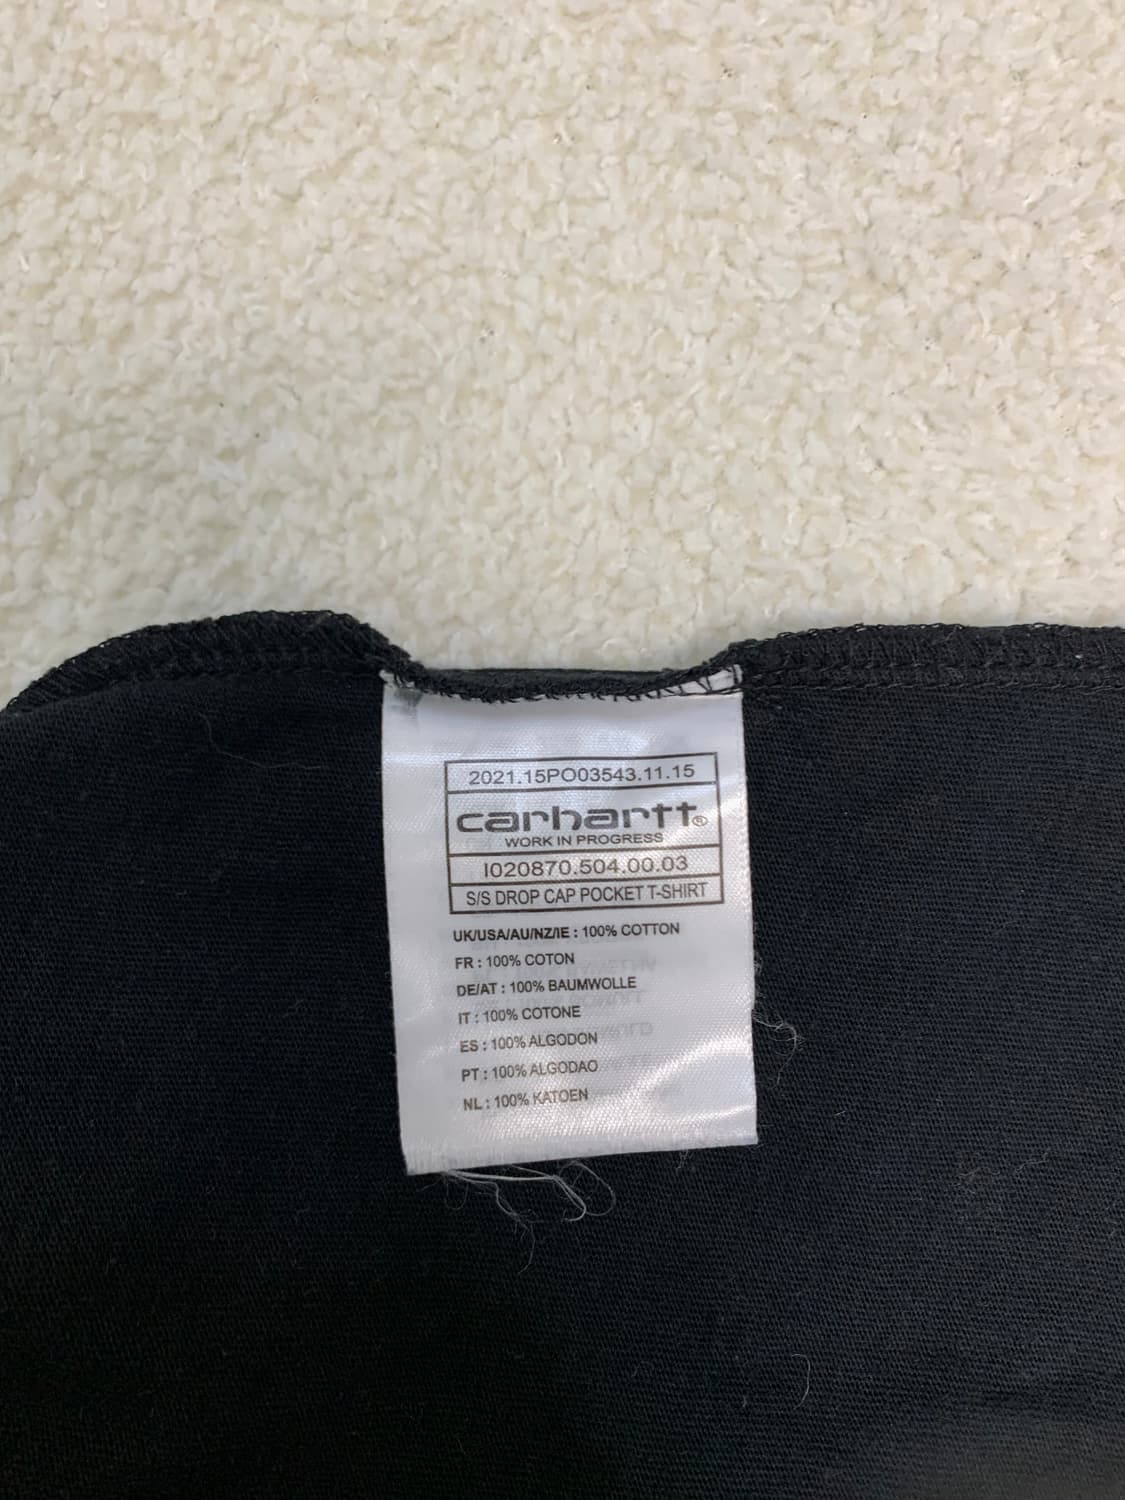 2021.15PO03543.11.15
carhartt®
WORK IN PROGRESS
I020870.504.00.03
S/S DROP CAP POCKET T-SHIRT
UK/USA/AU/NZ/IE : 100% COTTON
FR : 100% COTON
DE/AT : 100% BAUMWOLLE
IT : 100% COTONE
ES : 100% ALGODON
PT : 100% ALGODAO
NL : 100% KATOEN